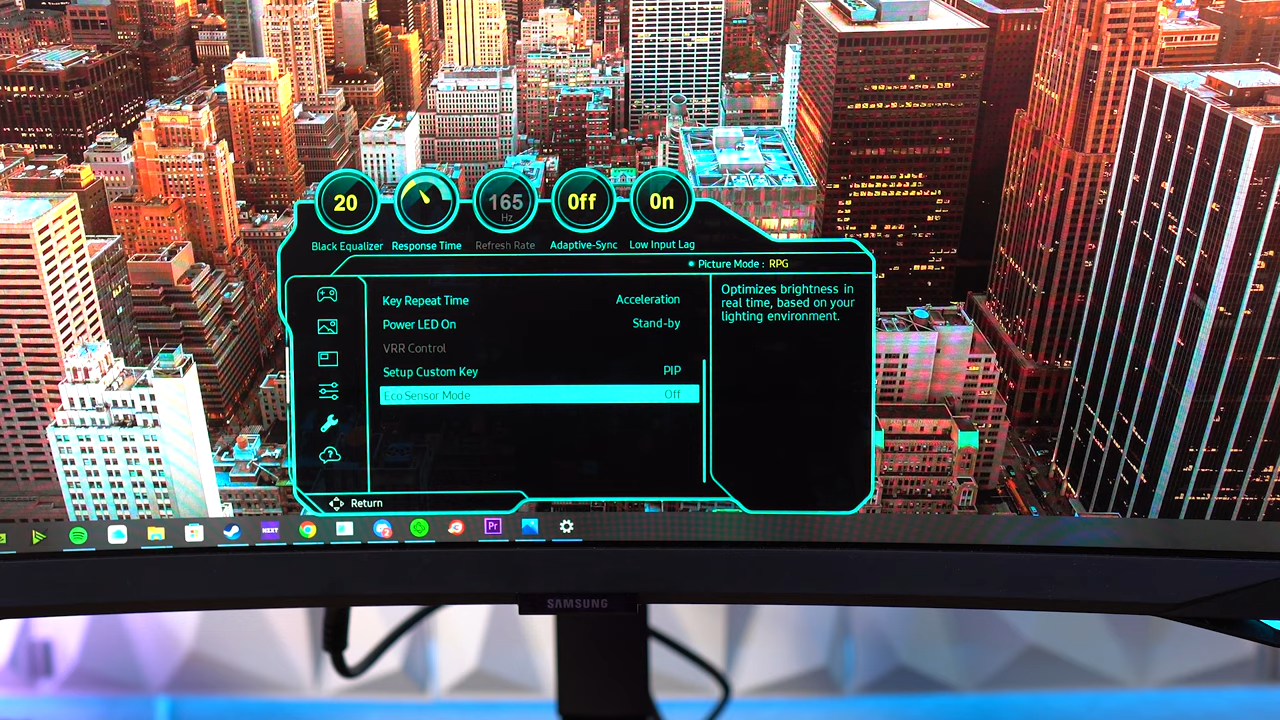 20
165
Hz
Off
On
Black Equalizer
Response Time
Refresh Rate
Adaptive-Sync
Low Input Lag
Picture Mode : RPG
Key Repeat Time Acceleration
Power LED On Stand-by
VRR Control
Setup Custom Key PIP
Eco Sensor Mode Off
Optimizes brightness in
real time, based on your
lighting environment.
Return
NZXT
Pr
SAMSUNG